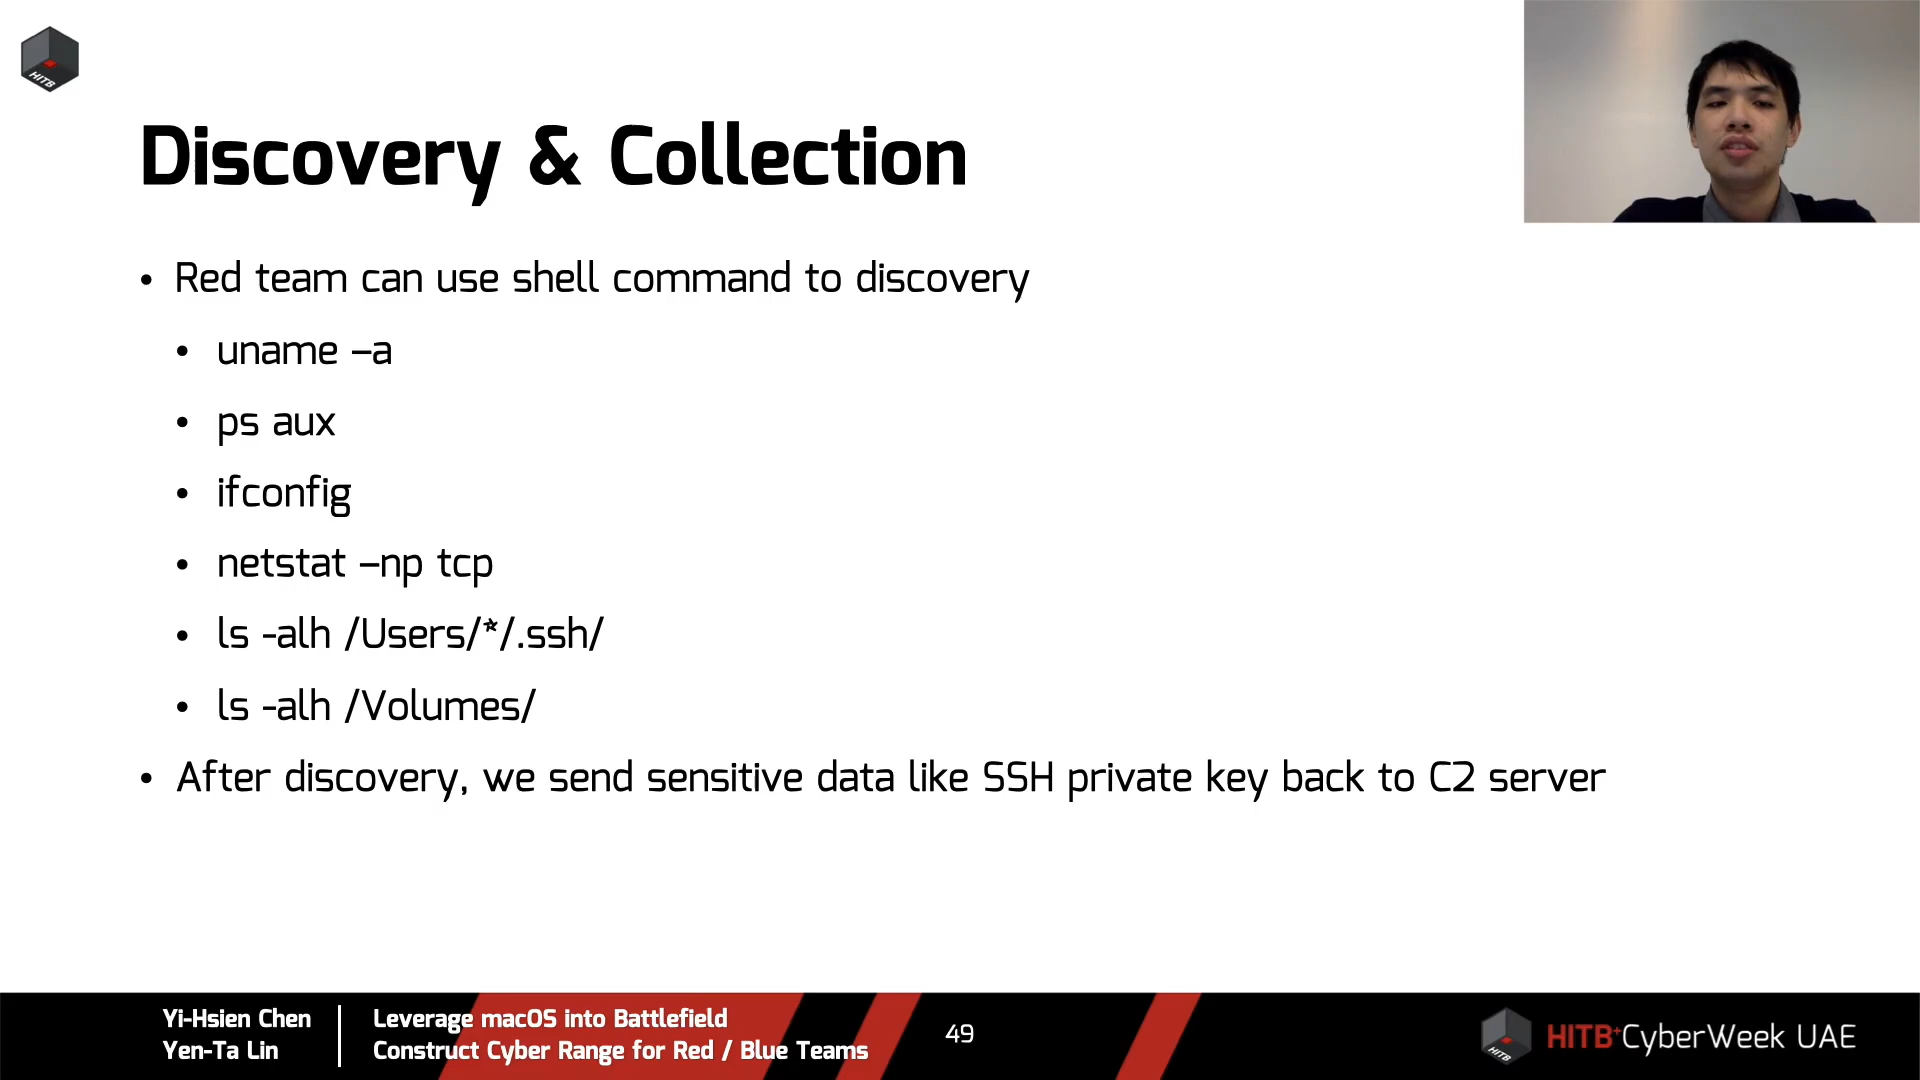 HITB
Discovery & Collection
• Red team can use shell command to discovery
• uname –a
• ps aux
• ifconfig
• netstat –np tcp
• ls -alh /Users/*/.ssh/
• ls -alh /Volumes/
• After discovery, we send sensitive data like SSH private key back to C2 server
Yi-Hsien Chen
Yen-Ta Lin
Leverage macOS into Battlefield
Construct Cyber Range for Red / Blue Teams
49
HITB
HITB+CyberWeek UAE